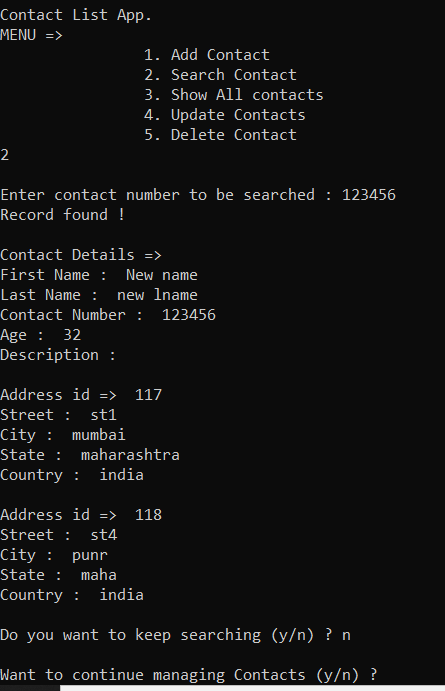 Contact List App.
MENU =>
1. Add Contact
2. Search Contact
3. Show All contacts
4. Update Contacts
5. Delete Contact
2
Enter contact number to be searched : 123456
Record found !
Contact Details =>
First Name :  New name
Last Name :  new lname
Contact Number :  123456
Age :  32
Description :
Address id =>  117
Street :  st1
City :  mumbai
State :  maharashtra
Country :  india
Address id =>  118
Street :  st4
City :  punr
State :  maha
Country :  india
Do you want to keep searching (y/n) ? n
Want to continue managing Contacts (y/n) ?